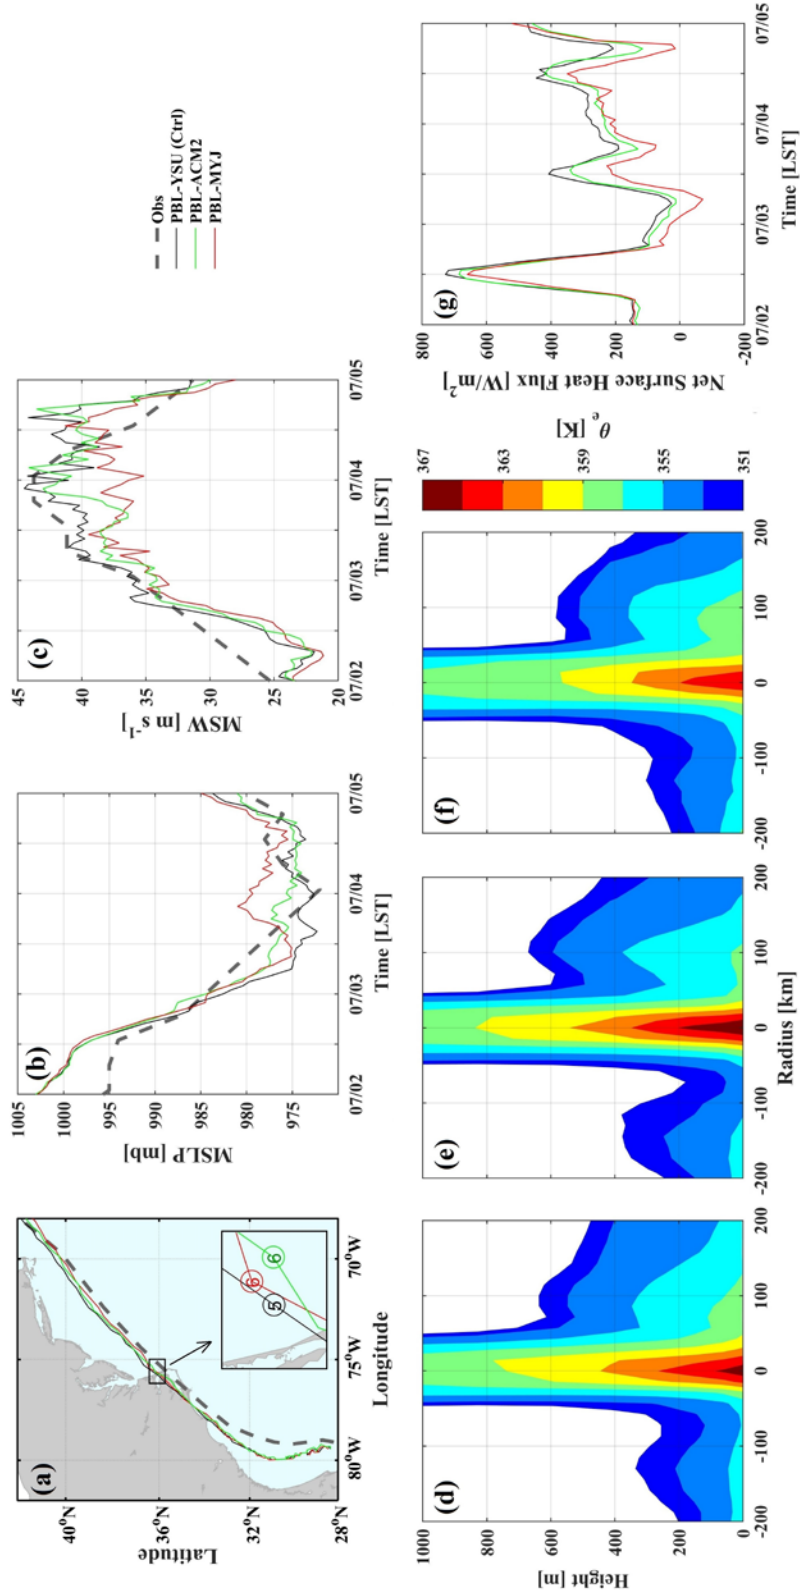 (a)
40°N
36°N
32°N
28°N
Latitude
80°W
75°W
70°W
Longitude
5
6
6
(b)
1005
1000
995
990
985
980
975
MSLP [mb]
07/02
07/03
07/04
07/05
Time [LST]
(c)
45
40
35
30
25
20
MSW [m s⁻¹]
07/02
07/03
07/04
07/05
Time [LST]
Obs
PBL-YSU (Ctrl)
PBL-ACM2
PBL-MYJ
(d)
1000
800
600
400
200
0
Height [m]
-200
-100
0
100
200
(e)
-200
-100
0
100
200
Radius [km]
(f)
-200
-100
0
100
200
θe [K]
367
363
359
355
351
(g)
800
600
400
200
0
-200
Net Surface Heat Flux [W/m²]
07/02
07/03
07/04
07/05
Time [LST]